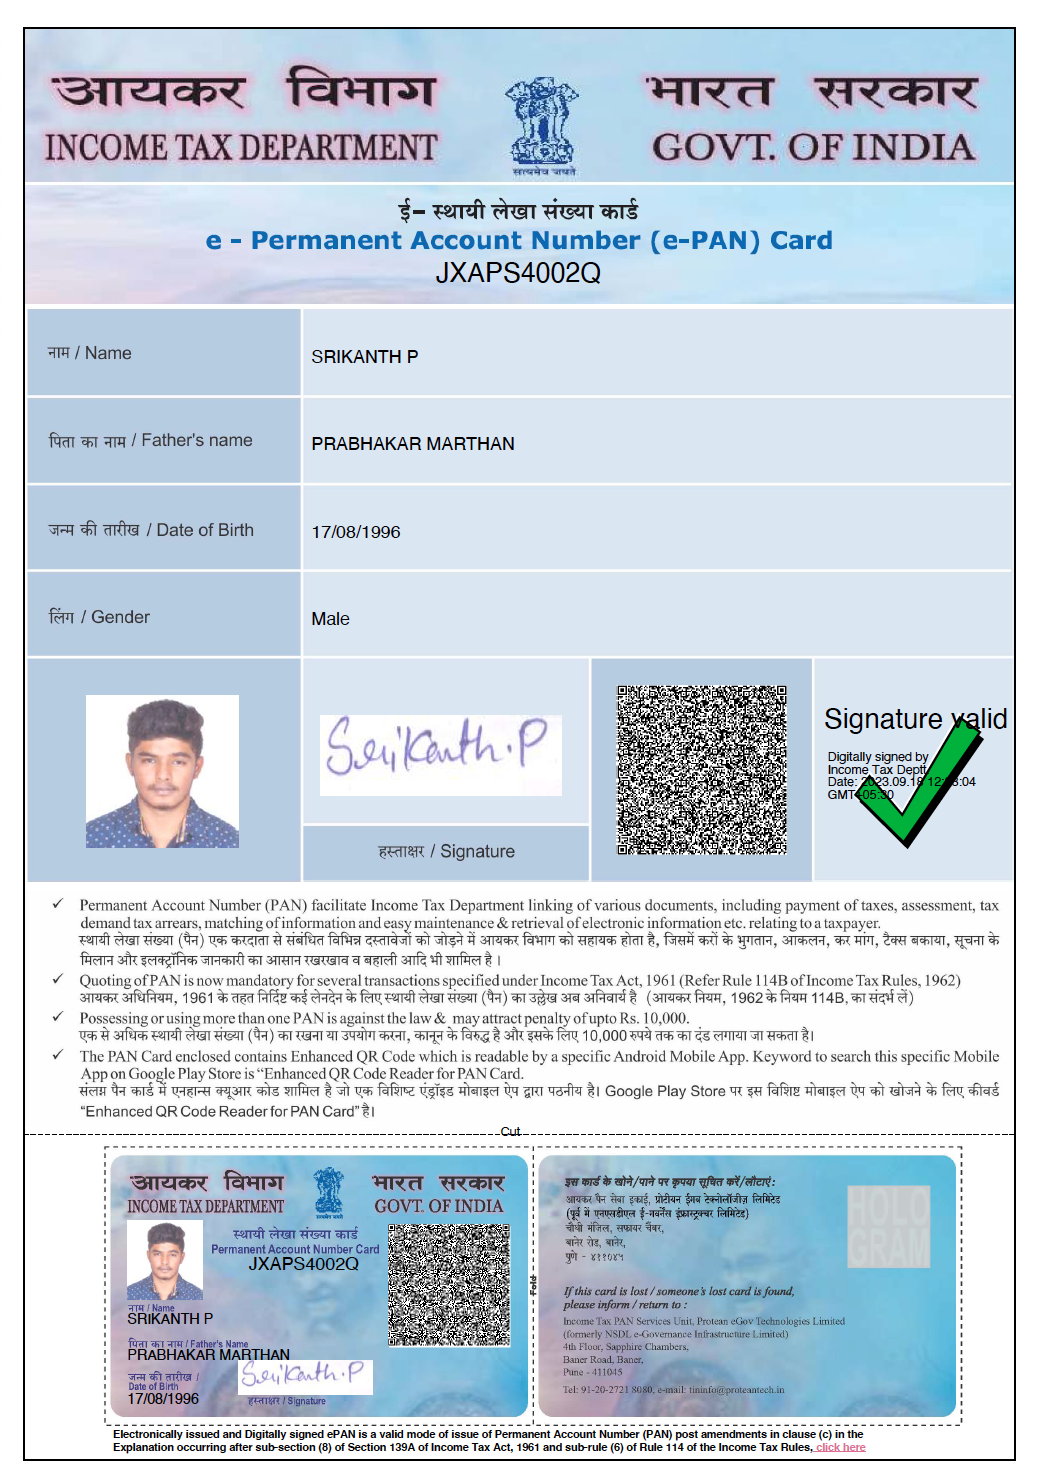 आयकर विभाग
INCOME TAX DEPARTMENT
सत्यमेव जयते
भारत सरकार
GOVT. OF INDIA
ई– स्थायी लेखा संख्या कार्ड
e - Permanent Account Number (e-PAN) Card
JXAPS4002Q
नाम / Name
SRIKANTH P
पिता का नाम / Father's name
PRABHAKAR MARTHAN
जन्म की तारीख / Date of Birth
17/08/1996
लिंग / Gender
Male
Srikanth.P
हस्ताक्षर / Signature
Signature valid
Digitally signed by
Income Tax Deptt
Date: 2023.09.18 12: :04
GMT+05:30
✓ Permanent Account Number (PAN) facilitate Income Tax Department linking of various documents, including payment of taxes, assessment, tax
demand tax arrears, matching of information and easy maintenance & retrieval of electronic information etc. relating to a taxpayer.
स्थायी लेखा संख्या (पैन) एक करदाता से संबंधित विभिन्न दस्तावेजों को जोड़ने में आयकर विभाग को सहायक होता है, जिसमें करों के भुगतान, आकलन, कर मांग, टैक्स बकाया, सूचना के
मिलान और इलक्ट्रॉनिक जानकारी का आसान रखरखाव व बहाली आदि भी शामिल है ।
✓ Quoting of PAN is now mandatory for several transactions specified under Income Tax Act, 1961 (Refer Rule 114B of Income Tax Rules, 1962)
आयकर अधिनियम, 1961 के तहत निर्दिष्ट कई लेनदेन के लिए स्थायी लेखा संख्या (पैन) का उल्लेख अब अनिवार्य है (आयकर नियम, 1962 के नियम 114B, का संदर्भ लें)
✓ Possessing or using more than one PAN is against the law & may attract penalty of upto Rs. 10,000.
एक से अधिक स्थायी लेखा संख्या (पैन) का रखना या उपयोग करना, कानून के विरुद्ध है और इसके लिए 10,000 रुपये तक का दंड लगाया जा सकता है।
✓ The PAN Card enclosed contains Enhanced QR Code which is readable by a specific Android Mobile App. Keyword to search this specific Mobile
App on Google Play Store is “Enhanced QR Code Reader for PAN Card.
संलग्न पैन कार्ड में एनहान्स क्यूआर कोड शामिल है जो एक विशिष्ट एंड्रॉइड मोबाइल ऐप द्वारा पठनीय है। Google Play Store पर इस विशिष्ट मोबाइल ऐप को खोजने के लिए कीवर्ड
“Enhanced QR Code Reader for PAN Card” है।
Cut
आयकर विभाग
INCOME TAX DEPARTMENT
भारत सरकार
GOVT. OF INDIA
स्थायी लेखा संख्या कार्ड
Permanent Account Number Card
JXAPS4002Q
नाम / Name
SRIKANTH P
पिता का नाम / Father's Name
PRABHAKAR MARTHAN
जन्म की तारीख /
Date of Birth
17/08/1996
Srikanth.P
हस्ताक्षर / Signature
Fold
इस कार्ड के खोने/पाने पर कृपया सूचित करें/लौटाएं :
आयकर पैन सेवा इकाई, प्रोटीयन ईगव टेक्नोलॉजीज़ लिमिटेड
(पूर्व में एनएसडीएल ई-गवर्नेंस इंफ्रास्ट्रक्चर लिमिटेड)
चौथी मंजिल, सफायर चैंबर,
बानेर रोड, बानेर,
पुणे - ४११०४५
HOLO
GRAM
If this card is lost / someone's lost card is found,
please inform / return to :
Income Tax PAN Services Unit, Protean eGov Technologies Limited
(formerly NSDL e-Governance Infrastructure Limited)
4th Floor, Sapphire Chambers,
Baner Road, Baner,
Pune - 411045
Tel: 91-20-2721 8080, e-mail: tininfo@proteantech.in
Electronically issued and Digitally signed ePAN is a valid mode of issue of Permanent Account Number (PAN) post amendments in clause (c) in the
Explanation occurring after sub-section (8) of Section 139A of Income Tax Act, 1961 and sub-rule (6) of Rule 114 of the Income Tax Rules, click here